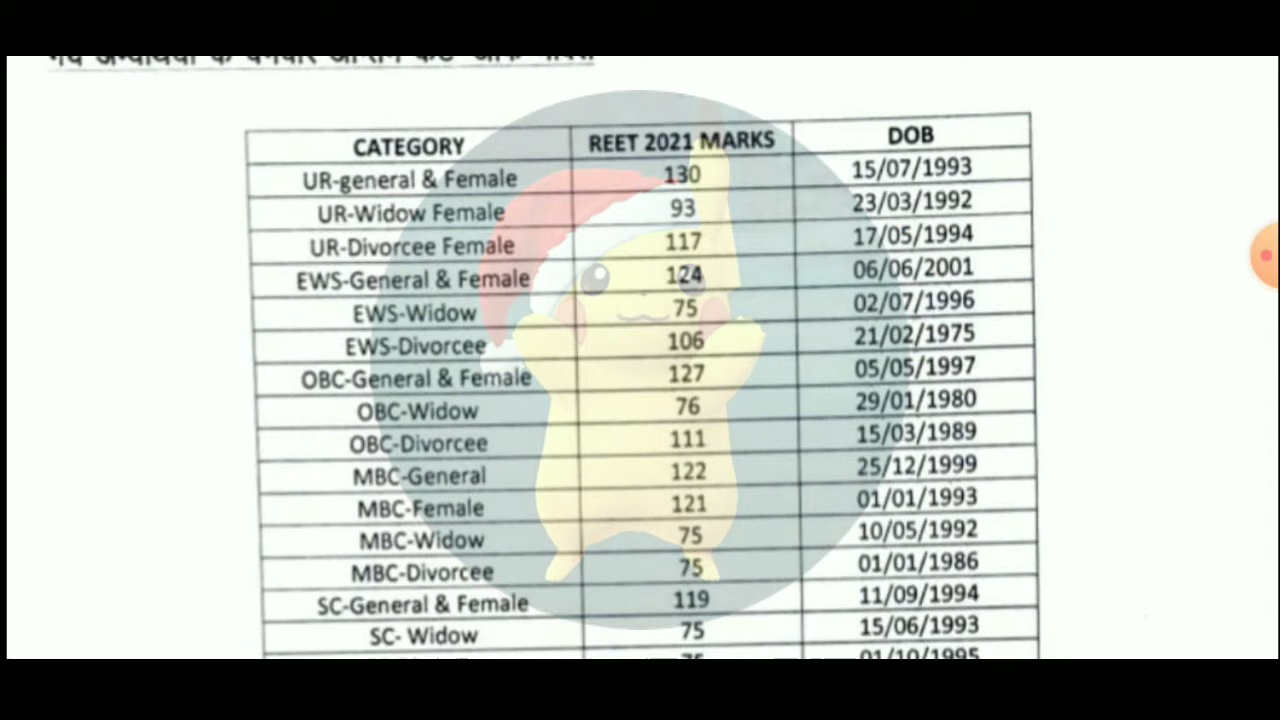 CATEGORY REET 2021 MARKS DOB
UR-general & Female 130 15/07/1993
UR-Widow Female 93 23/03/1992
UR-Divorcee Female 117 17/05/1994
EWS-General & Female 124 06/06/2001
EWS-Widow 75 02/07/1996
EWS-Divorcee 106 21/02/1975
OBC-General & Female 127 05/05/1997
OBC-Widow 76 29/01/1980
OBC-Divorcee 111 15/03/1989
MBC-General 122 25/12/1999
MBC-Female 121 01/01/1993
MBC-Widow 75 10/05/1992
MBC-Divorcee 75 01/01/1986
SC-General & Female 119 11/09/1994
SC- Widow 75 15/06/1993
75 01/10/1995